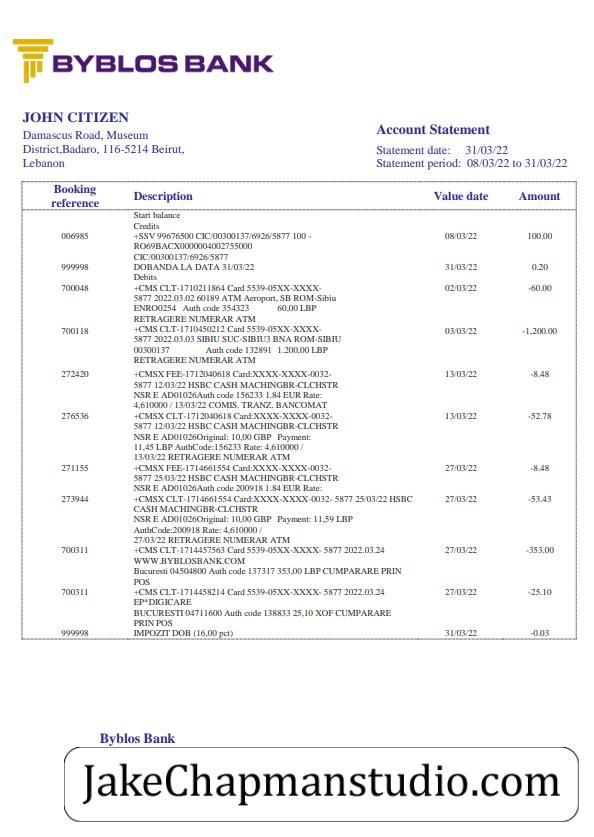 BYBLOS BANK
JOHN CITIZEN
Damascus Road, Museum
District,Badaro, 116-5214 Beirut,
Lebanon
Account Statement
Statement date: 31/03/22
Statement period: 08/03/22 to 31/03/22
Booking reference Description Value date Amount
Start balance
Credits
006985 +SSV 99676500 CIC/00300137/6926/5877 100 - 08/03/22 100.00
RO69BACX0000004002755000
CIC/00300137/6926/5877
999998 DOBANDA LA DATA 31/03/22 31/03/22 0.20
Debits
700048 +CMS CLT-1710211864 Card 5539-05XX-XXXX- 02/03/22 -60.00
5877 2022.03.02 60189 ATM Aeroport, SB ROM-Sibiu
ENRO0254 Auth code 354323 60,00 LBP
RETRAGERE NUMERAR ATM
700118 +CMS CLT-1710450212 Card 5539-05XX-XXXX- 03/03/22 -1,200.00
5877 2022.03.03 SIBIU SUC-SIBIU3 BNA ROM-SIBIU
00300137 Auth code 132891 1.200,00 LBP
RETRAGERE NUMERAR ATM
272420 +CMSX FEE-1712040618 Card:XXXX-XXXX-0032- 13/03/22 -8.48
5877 12/03/22 HSBC CASH MACHINGBR-CLCHSTR
NSR E AD01026Auth code 156233 1.84 EUR Rate:
4,610000 / 13/03/22 COMIS. TRANZ, BANCOMAT
276536 +CMSX CLT-1712040618 Card:XXXX-XXXX-0032- 13/03/22 -52.78
5877 12/03/22 HSBC CASH MACHINGBR-CLCHSTR
NSR E AD01026Original: 10,00 GBP Payment:
11,45 LBP AuthCode:156233 Rate: 4,610000 /
13/03/22 RETRAGERE NUMERAR ATM
271155 +CMSX FEE-1714661554 Card:XXXX-XXXX-0032- 27/03/22 -8.48
5877 25/03/22 HSBC CASH MACHINGBR-CLCHSTR
NSR E AD01026Auth code 200918 1.84 EUR Rate:
273944 +CMSX CLT-1714661554 Card:XXXX-XXXX-0032- 5877 25/03/22 HSBC 27/03/22 -53.43
CASH MACHINGBR-CLCHSTR
NSR E AD01026Original: 10,00 GBP Payment: 11,59 LBP
AuthCode:200918 Rate: 4,610000 /
27/03/22 RETRAGERE NUMERAR ATM
700311 +CMS CLT-1714457563 Card 5539-05XX-XXXX- 5877 2022.03.24 27/03/22 -353.00
WWW.BYBLOSBANK.COM
Bucuresti 04504800 Auth code 137317 353,00 LBP CUMPARARE PRIN
POS
700311 +CMS CLT-1714458214 Card 5539-05XX-XXXX- 5877 2022.03.24 27/03/22 -25.10
EP*DIGICARE
BUCURESTI 04711600 Auth code 138833 25,10 XOF CUMPARARE
PRIN POS
999998 IMPOZIT DOB (16,00 pct) 31/03/22 -0.03
Byblos Bank
JakeChapmanstudio.com